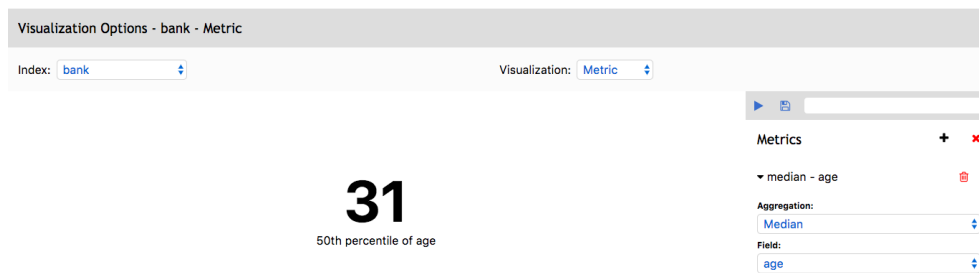 Visualization Options - bank - Metric
Index: bank
Visualization: Metric
Metrics
median - age
Aggregation:
Median
Field:
age
31
50th percentile of age